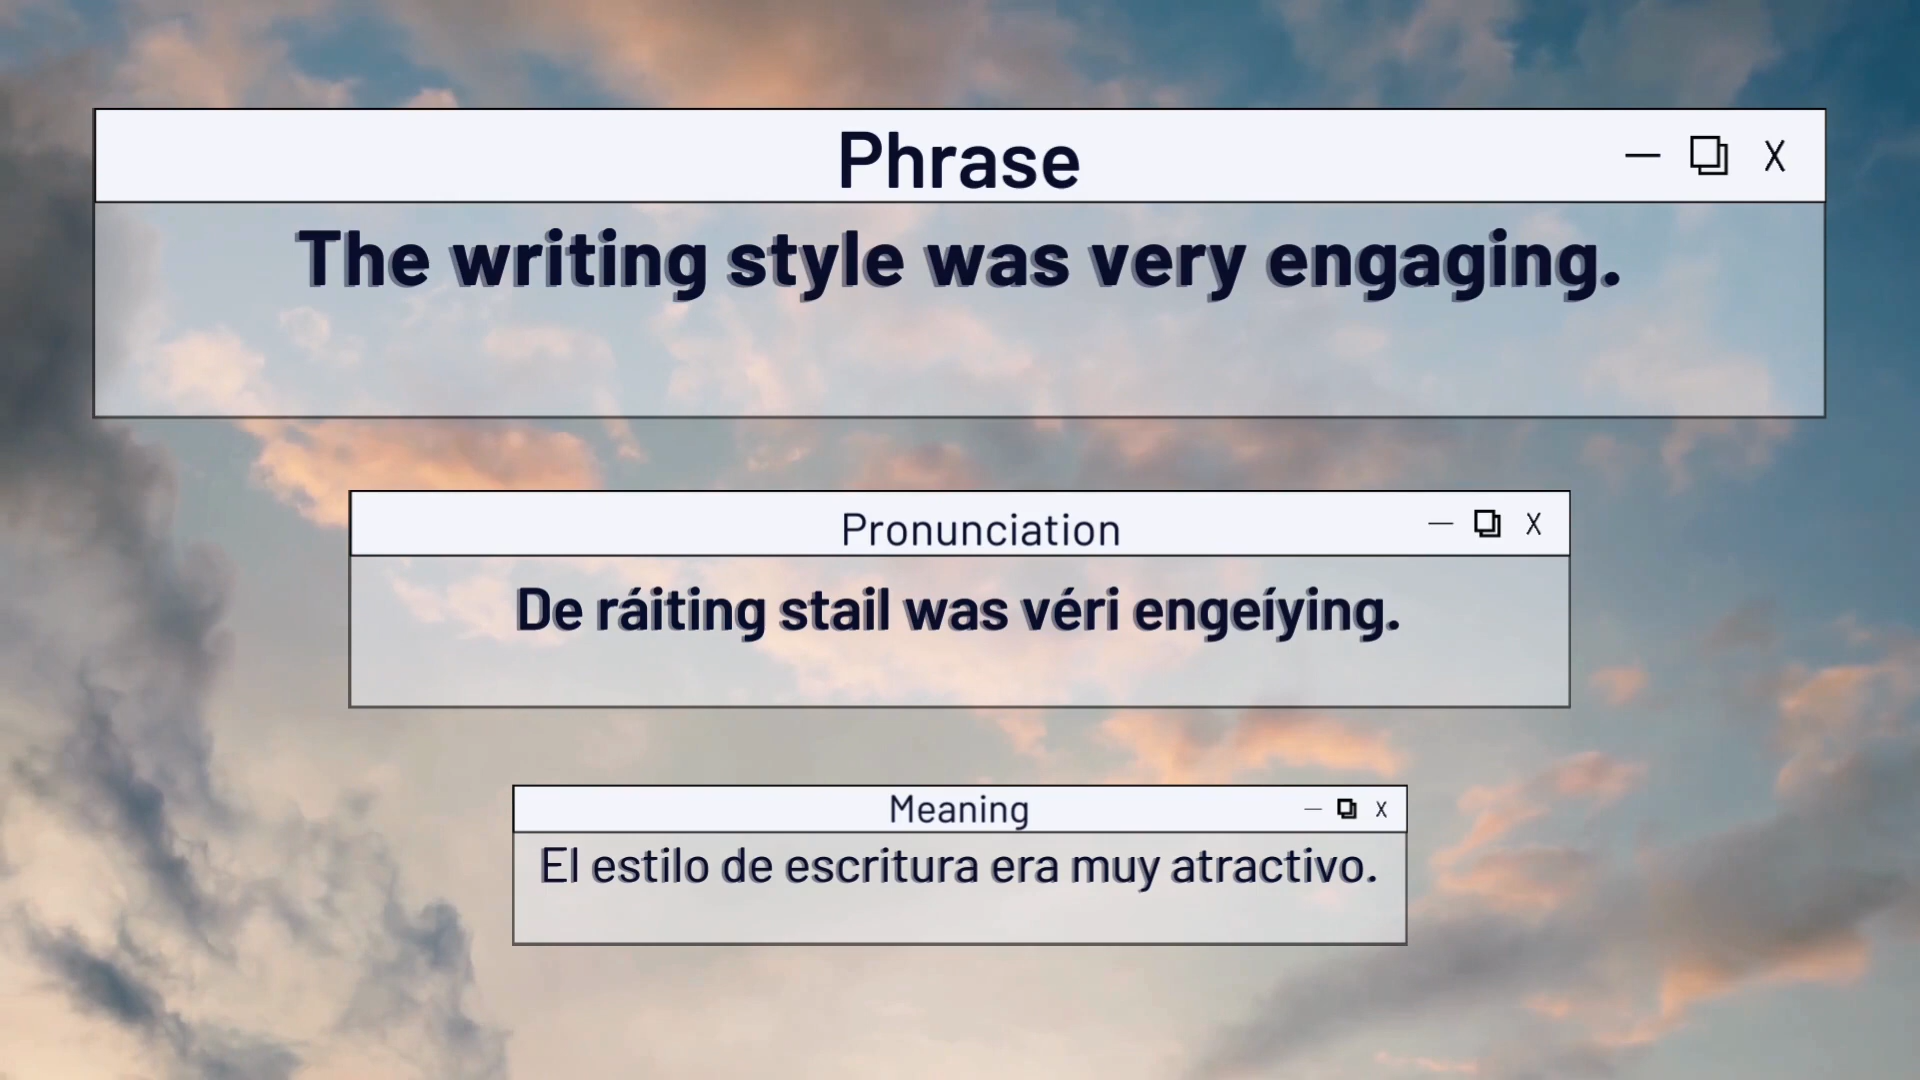 Phrase
The writing style was very engaging.
Pronunciation
De ráiting stail was véri engeíying.
Meaning
El estilo de escritura era muy atractivo.